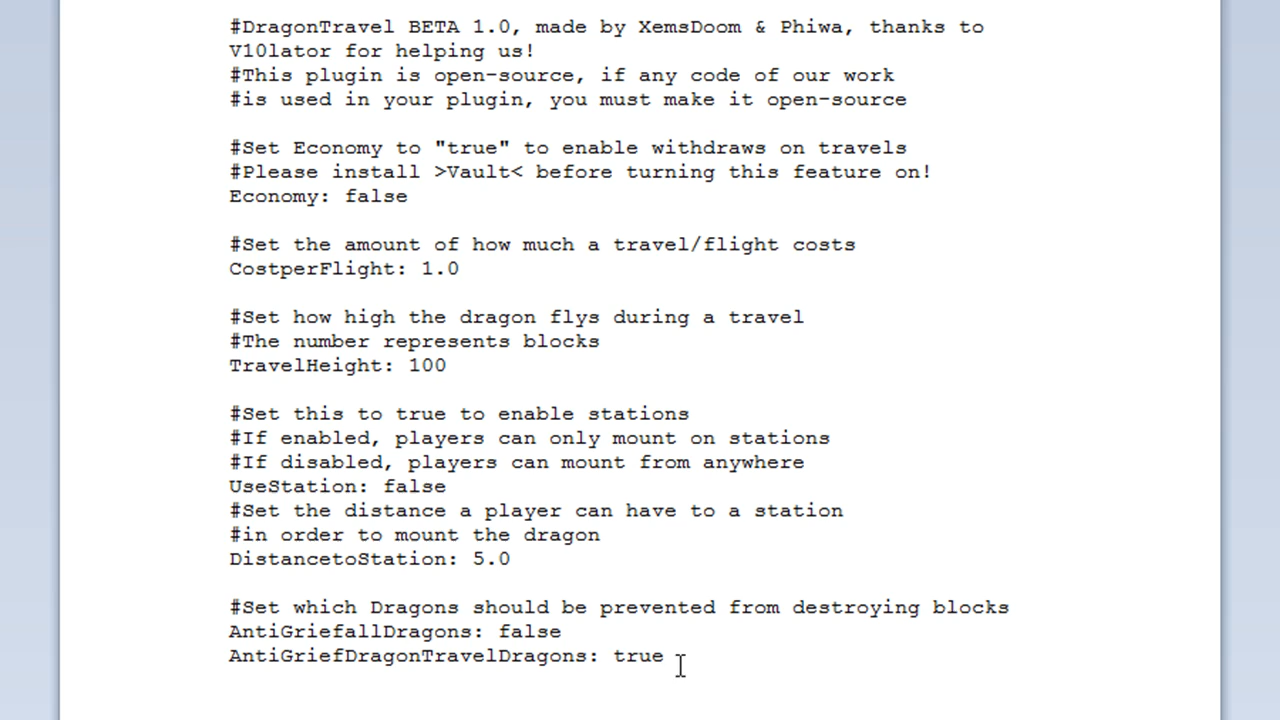 #DragonTravel BETA 1.0, made by XemsDoom & Phiwa, thanks to
V10lator for helping us!
#This plugin is open-source, if any code of our work
#is used in your plugin, you must make it open-source
#Set Economy to "true" to enable withdraws on travels
#Please install >Vault< before turning this feature on!
Economy: false
#Set the amount of how much a travel/flight costs
CostperFlight: 1.0
#Set how high the dragon flys during a travel
#The number represents blocks
TravelHeight: 100
#Set this to true to enable stations
#If enabled, players can only mount on stations
#If disabled, players can mount from anywhere
UseStation: false
#Set the distance a player can have to a station
#in order to mount the dragon
DistancetoStation: 5.0
#Set which Dragons should be prevented from destroying blocks
AntiGriefallDragons: false
AntiGriefDragonTravelDragons: true